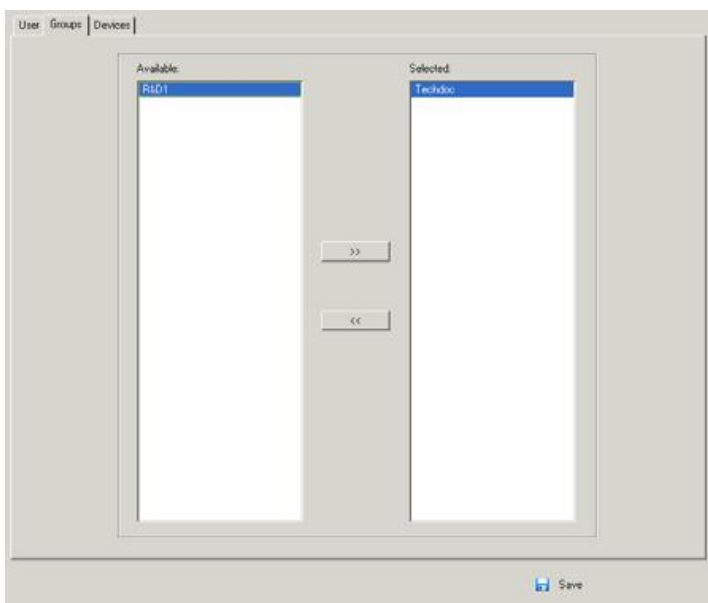 User Groups Devices
Available: Selected:
R&D1 Techdoc
>>
<<
Save